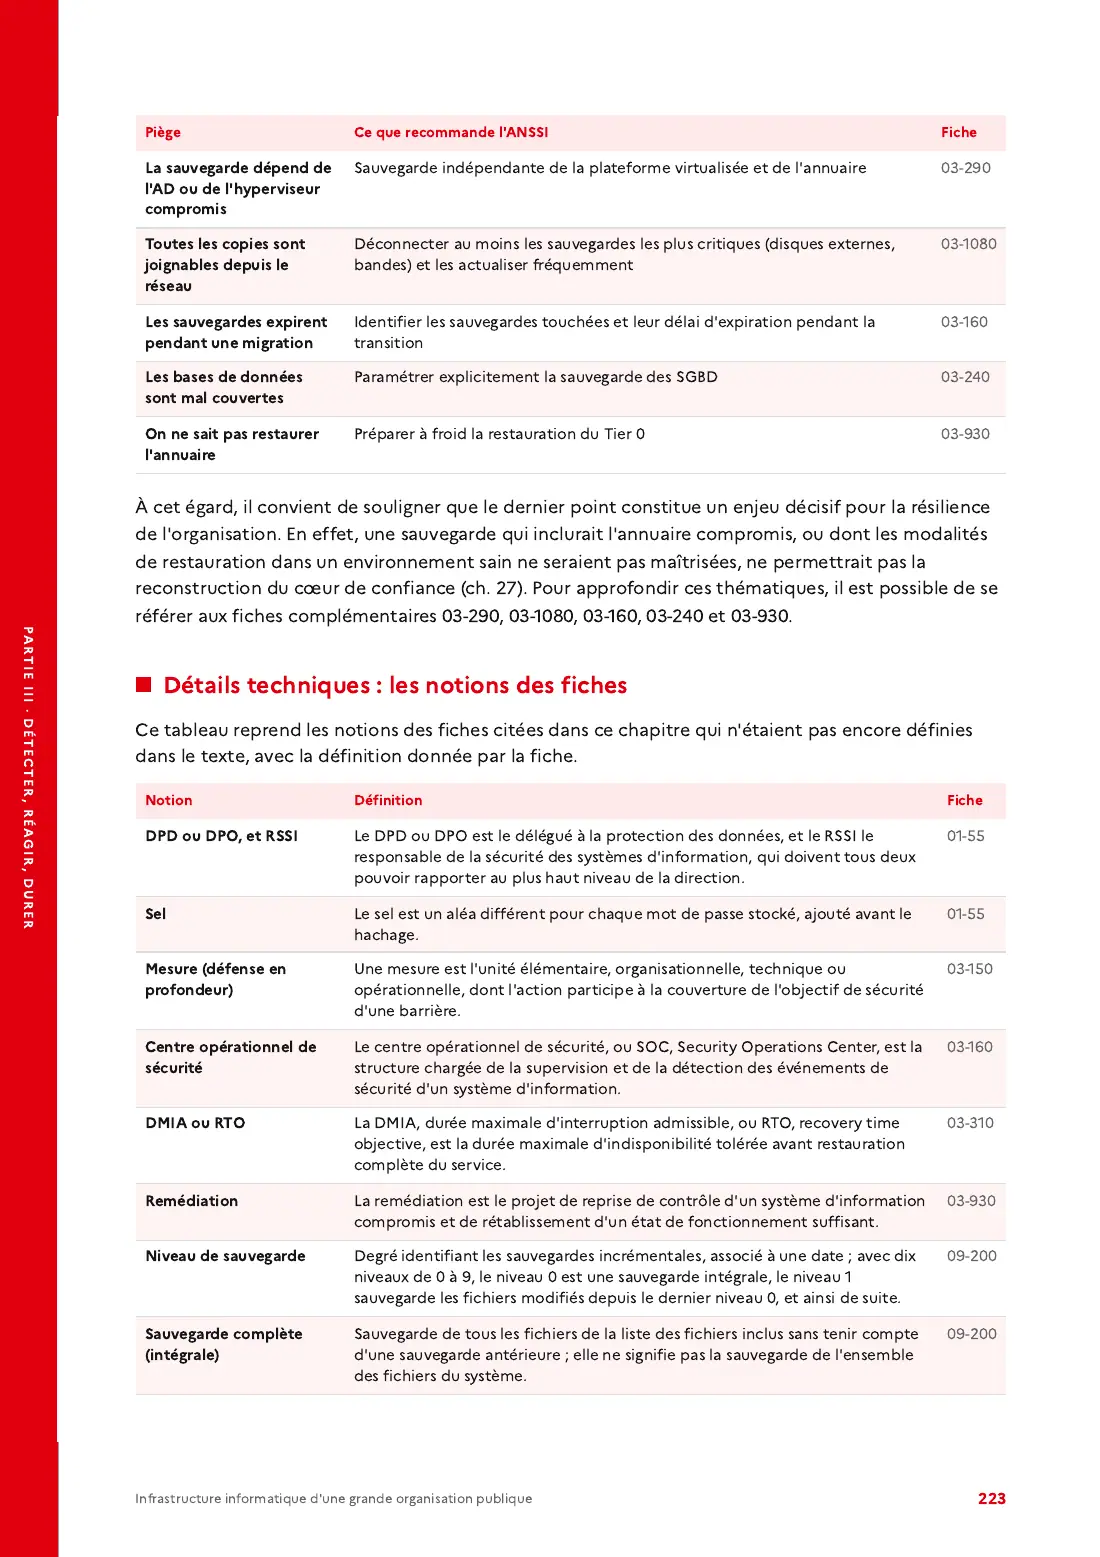 Piège Ce que recommande l'ANSSI Fiche
La sauvegarde dépend de Sauvegarde indépendante de la plateforme virtualisée et de l'annuaire 03-290
l'AD ou de l'hyperviseur
compromis
Toutes les copies sont Déconnecter au moins les sauvegardes les plus critiques (disques externes, 03-1080
joignables depuis le bandes) et les actualiser fréquemment
réseau
Les sauvegardes expirent Identifier les sauvegardes touchées et leur délai d'expiration pendant la 03-160
pendant une migration transition
Les bases de données Paramétrer explicitement la sauvegarde des SGBD 03-240
sont mal couvertes
On ne sait pas restaurer Préparer à froid la restauration du Tier 0 03-930
l'annuaire
À cet égard, il convient de souligner que le dernier point constitue un enjeu décisif pour la résilience
de l'organisation. En effet, une sauvegarde qui inclurait l'annuaire compromis, ou dont les modalités
de restauration dans un environnement sain ne seraient pas maîtrisées, ne permettrait pas la
reconstruction du cœur de confiance (ch. 27). Pour approfondir ces thématiques, il est possible de se
référer aux fiches complémentaires 03-290, 03-1080, 03-160, 03-240 et 03-930.
PARTIE III · DÉTECTER, RÉAGIR, DURER
Détails techniques : les notions des fiches
Ce tableau reprend les notions des fiches citées dans ce chapitre qui n'étaient pas encore définies
dans le texte, avec la définition donnée par la fiche.
Notion Définition Fiche
DPD ou DPO, et RSSI Le DPD ou DPO est le délégué à la protection des données, et le RSSI le 01-55
responsable de la sécurité des systèmes d'information, qui doivent tous deux
pouvoir rapporter au plus haut niveau de la direction.
Sel Le sel est un aléa différent pour chaque mot de passe stocké, ajouté avant le 01-55
hachage.
Mesure (défense en Une mesure est l'unité élémentaire, organisationnelle, technique ou 03-150
profondeur) opérationnelle, dont l'action participe à la couverture de l'objectif de sécurité
d'une barrière.
Centre opérationnel de Le centre opérationnel de sécurité, ou SOC, Security Operations Center, est la 03-160
sécurité structure chargée de la supervision et de la détection des événements de
sécurité d'un système d'information.
DMIA ou RTO La DMIA, durée maximale d'interruption admissible, ou RTO, recovery time 03-310
objective, est la durée maximale d'indisponibilité tolérée avant restauration
complète du service.
Remédiation La remédiation est le projet de reprise de contrôle d'un système d'information 03-930
compromis et de rétablissement d'un état de fonctionnement suffisant.
Niveau de sauvegarde Degré identifiant les sauvegardes incrémentales, associé à une date ; avec dix 09-200
niveaux de 0 à 9, le niveau 0 est une sauvegarde intégrale, le niveau 1
sauvegarde les fichiers modifiés depuis le dernier niveau 0, et ainsi de suite.
Sauvegarde complète Sauvegarde de tous les fichiers de la liste des fichiers inclus sans tenir compte 09-200
(intégrale) d'une sauvegarde antérieure ; elle ne signifie pas la sauvegarde de l'ensemble
des fichiers du système.
Infrastructure informatique d'une grande organisation publique 223